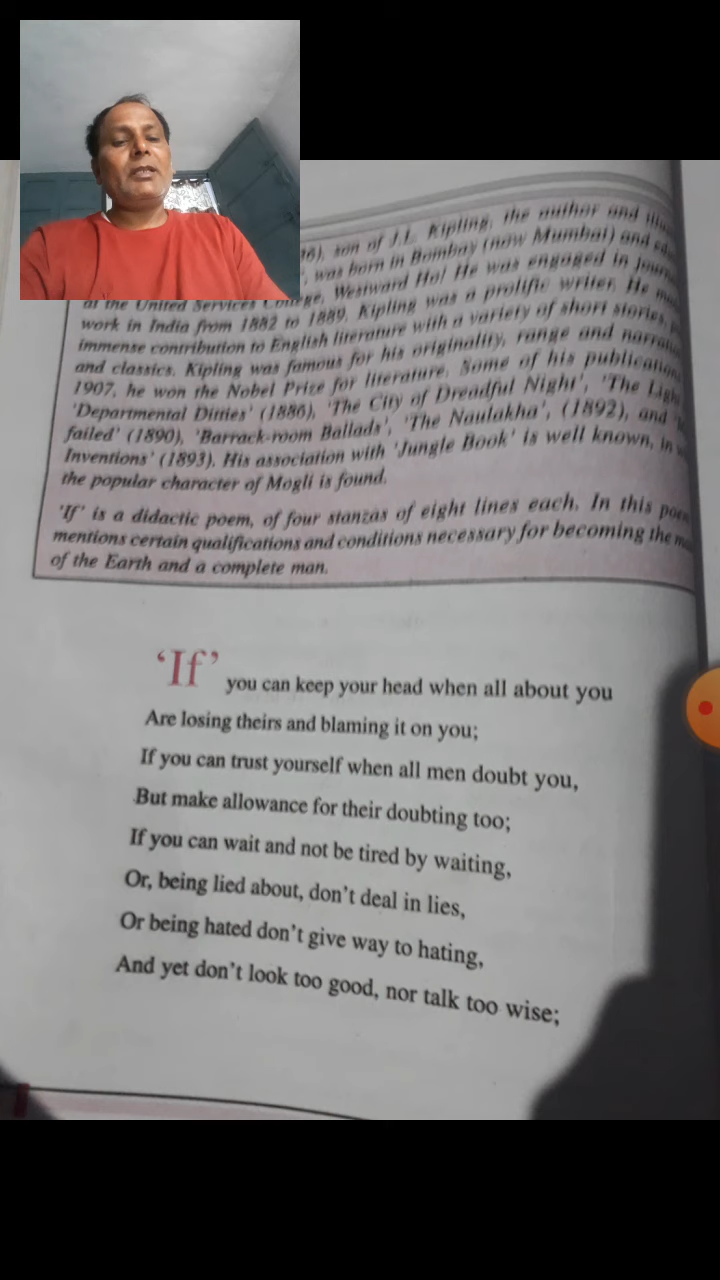 36), son of J.L. Kipling, the author and
was born in Bombay (now Mumbai) and
at the United Services College, Westward Ho! He was engaged in
work in India from 1882 to 1889. Kipling was a prolific writer. He
immense contribution to English literature with a variety of short stories,
and classics. Kipling was famous for his originality, range and
1907, he won the Nobel Prize for literature. Some of his
'Departmental Ditties' (1886), 'The City of Dreadful Night', 'The
failed' (1890), 'Barrack-room Ballads', 'The Naulakha', (1892), and
Inventions' (1893). His association with 'Jungle Book' is well known, in
the popular character of Mogli is found.
'If' is a didactic poem, of four stanzas of eight lines each. In this
mentions certain qualifications and conditions necessary for becoming the
of the Earth and a complete man.
'If' you can keep your head when all about you
Are losing theirs and blaming it on you;
If you can trust yourself when all men doubt you,
But make allowance for their doubting too;
If you can wait and not be tired by waiting,
Or, being lied about, don't deal in lies,
Or being hated don't give way to hating,
And yet don't look too good, nor talk too wise;